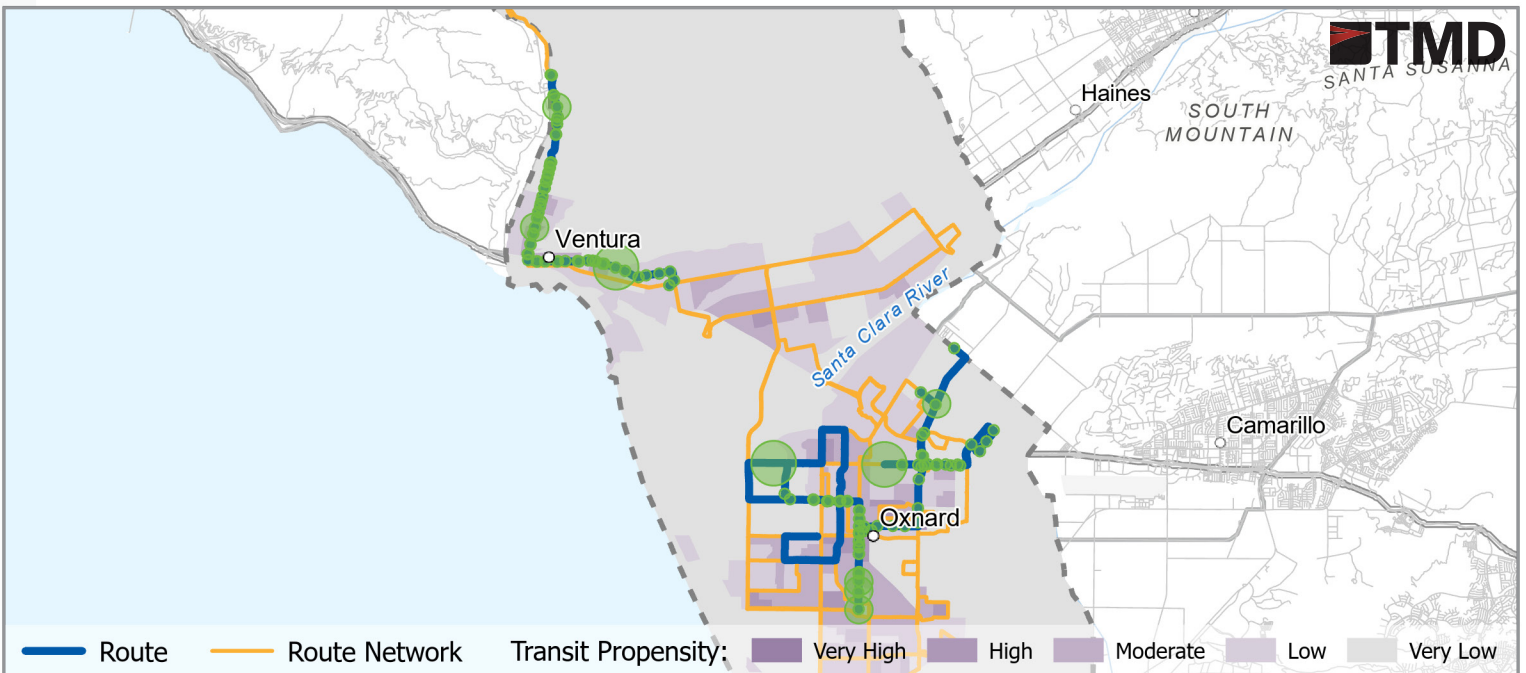 TMD
SANTA SUSANNA
Haines
SOUTH
MOUNTAIN
Ventura
Santa Clara River
Camarillo
Oxnard
Route
Route Network
Transit Propensity:
Very High
High
Moderate
Low
Very Low